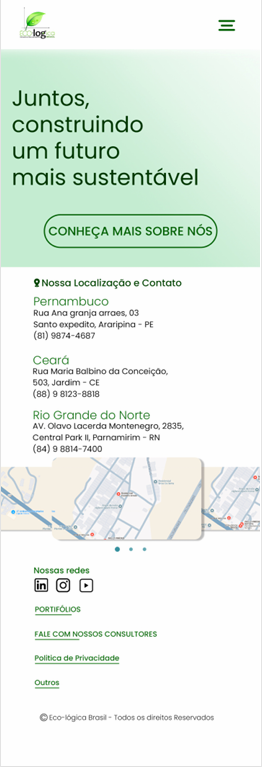 log
Juntos,
construindo
um futuro
mais sustentável
CONHEÇA MAIS SOBRE NÓS
Nossa Localização e Contato
Pernambuco
Rua Ana granja arraes, 03
Santo expedito, Araripina - PE
(81) 9874-4687
Ceará
Rua Maria Balbino da Conceição,
503, Jardim - CE
(88) 9 8123-8818
Rio Grande do Norte
AV. Olavo Lacerda Montenegro, 2835,
Central Park II, Parnamirim - RN
(84) 9 8814-7400
Nossas redes
PORTIFÓLIOS
FALE COM NOSSOS CONSULTORES
Politica de Privacidade
Outros
© Eco-lógica Brasil - Todos os direitos Reservados